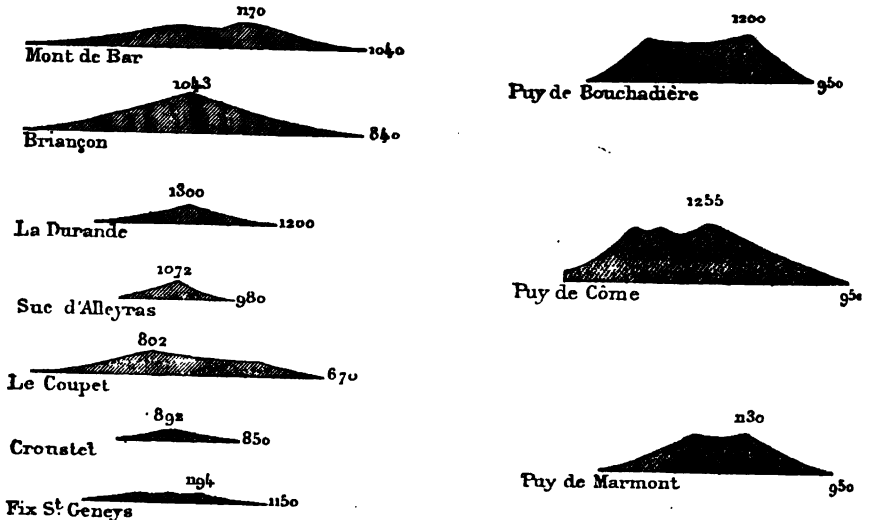 1170
1040
Mont de Bar
1043
840
Briançon
1300
1200
La Durande
1072
980
Suc d'Alleyras
802
670
Le Coupet
892
850
Croustet
1194
1150
Fix St. Geneys
1200
950
Puy de Bouchadière
1255
950
Puy de Côme
1130
950
Puy de Marmont